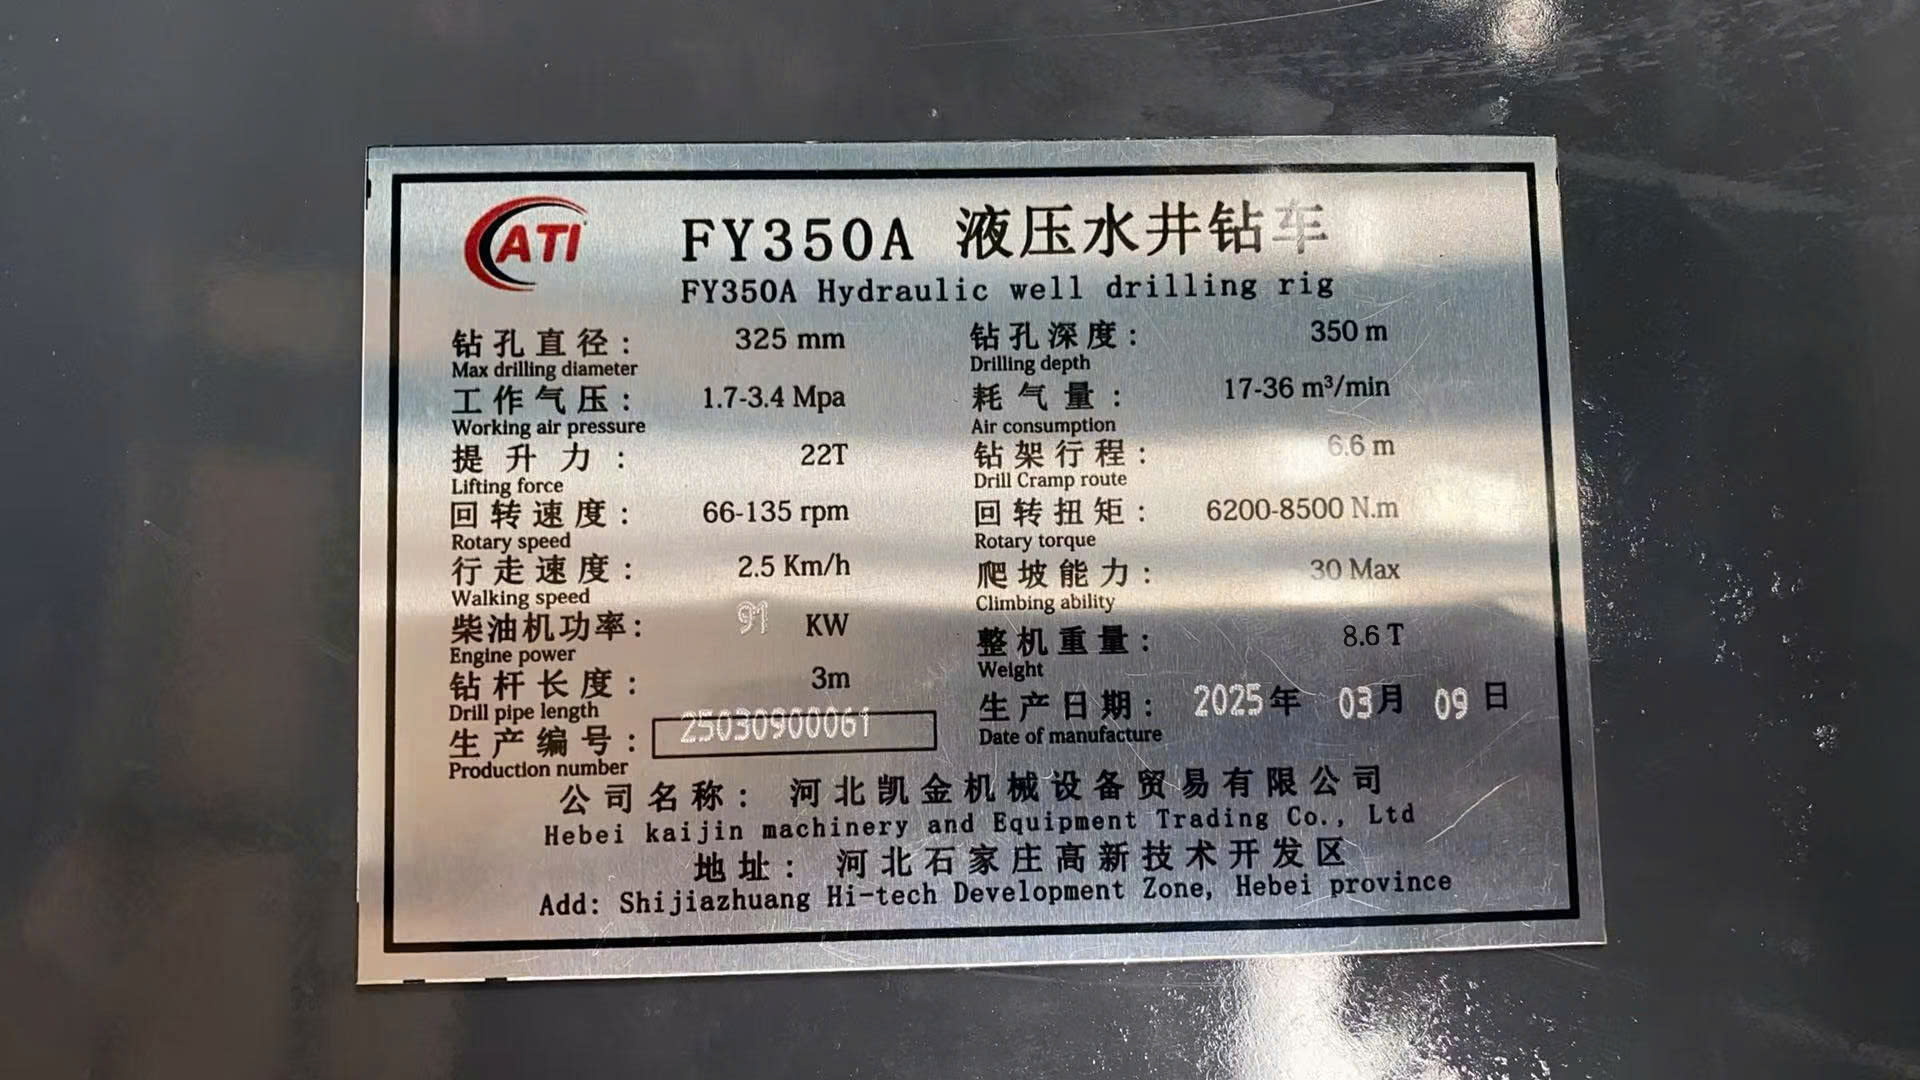 CATI
FY350A 液压水井钻车
FY350A Hydraulic well drilling rig
钻孔直径: 325 mm
Max drilling diameter
钻孔深度: 350 m
Drilling depth
工作气压: 1.7-3.4 Mpa
Working air pressure
耗气量: 17-36 m³/min
Air consumption
提升力: 22T
Lifting force
钻架行程: 6.6 m
Drill Cramp route
回转速度: 66-135 rpm
Rotary speed
回转扭矩: 6200-8500 N.m
Rotary torque
行走速度: 2.5 Km/h
Walking speed
爬坡能力: 30 Max
Climbing ability
柴油机功率: 91 KW
Engine power
整机重量: 8.6 T
Weight
钻杆长度: 3m
Drill pipe length
生产日期: 2025年 03月 09日
Date of manufacture
生产编号: 25030900061
Production number
公司名称: 河北凯金机械设备贸易有限公司
Hebei kaijin machinery and Equipment Trading Co., Ltd
地址: 河北石家庄高新技术开发区
Add: Shijiazhuang Hi-tech Development Zone, Hebei province